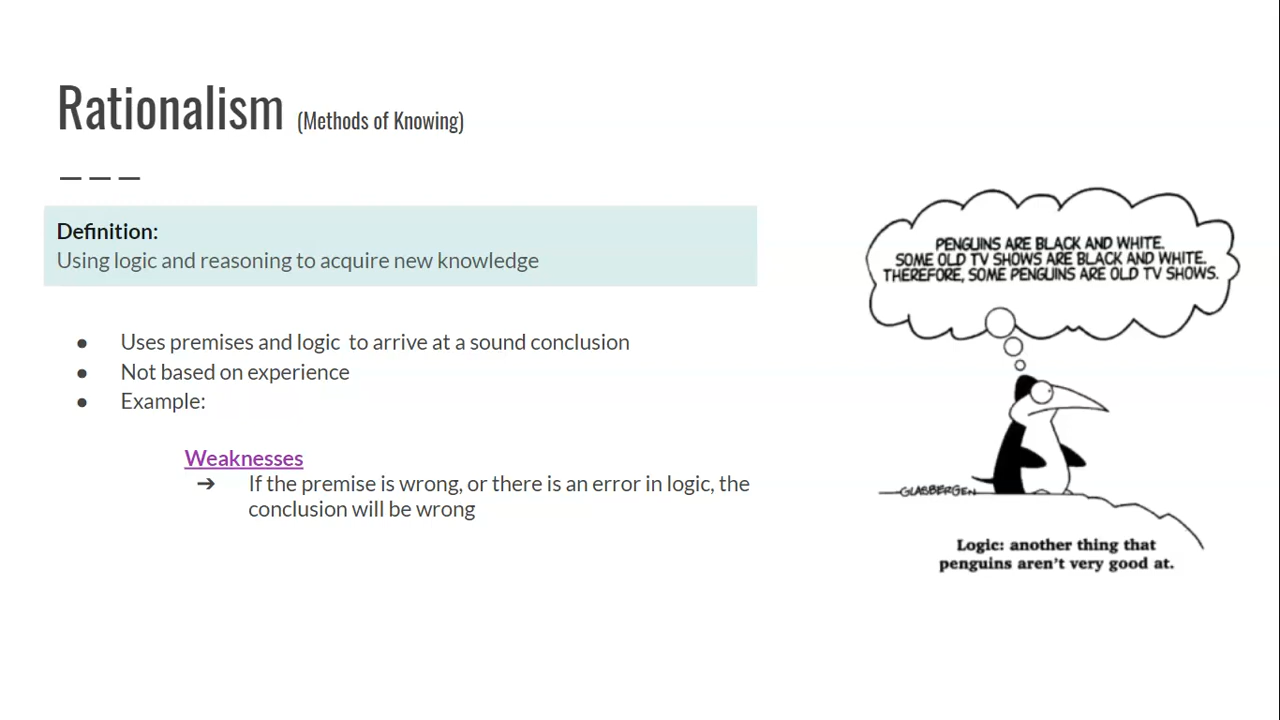 Rationalism (Methods of Knowing)
Definition:
Using logic and reasoning to acquire new knowledge
● Uses premises and logic to arrive at a sound conclusion
● Not based on experience
● Example:
Weaknesses
➔ If the premise is wrong, or there is an error in logic, the
conclusion will be wrong
PENGUINS ARE BLACK AND WHITE.
SOME OLD TV SHOWS ARE BLACK AND WHITE.
THEREFORE, SOME PENGUINS ARE OLD TV SHOWS.
GLASBERGEN
Logic: another thing that
penguins aren't very good at.